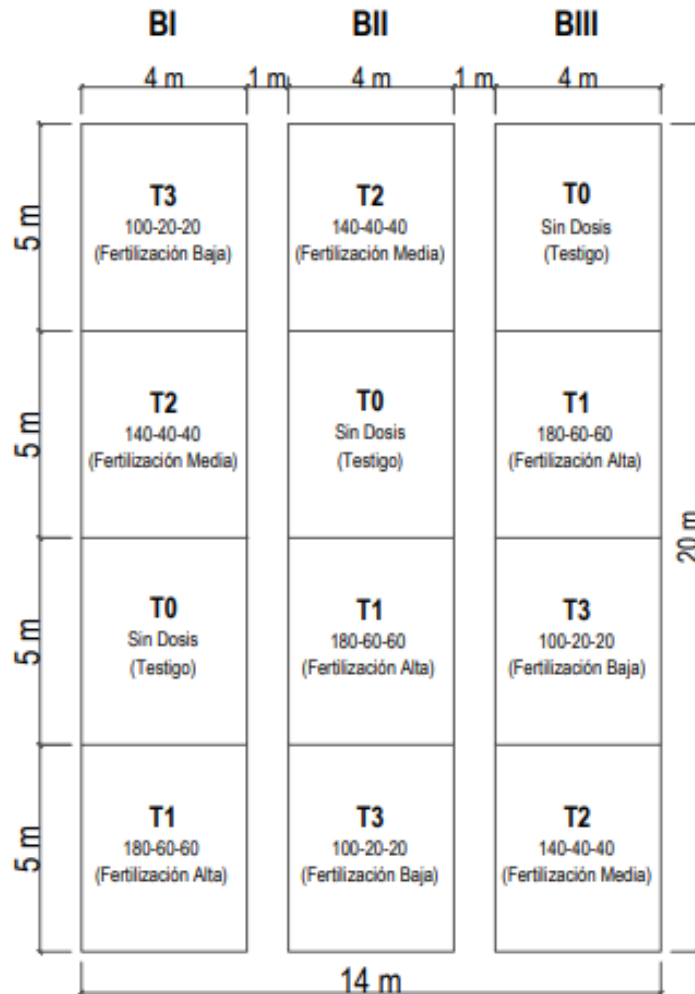 BI BII BIII
4 m 1 m 4 m 1 m 4 m
5 m
T3
100-20-20
(Fertilización Baja)
T2
140-40-40
(Fertilización Media)
T0
Sin Dosis
(Testigo)
5 m
T2
140-40-40
(Fertilización Media)
T0
Sin Dosis
(Testigo)
T1
180-60-60
(Fertilización Alta)
20 m
5 m
T0
Sin Dosis
(Testigo)
T1
180-60-60
(Fertilización Alta)
T3
100-20-20
(Fertilización Baja)
5 m
T1
180-60-60
(Fertilización Alta)
T3
100-20-20
(Fertilización Baja)
T2
140-40-40
(Fertilización Media)
14 m